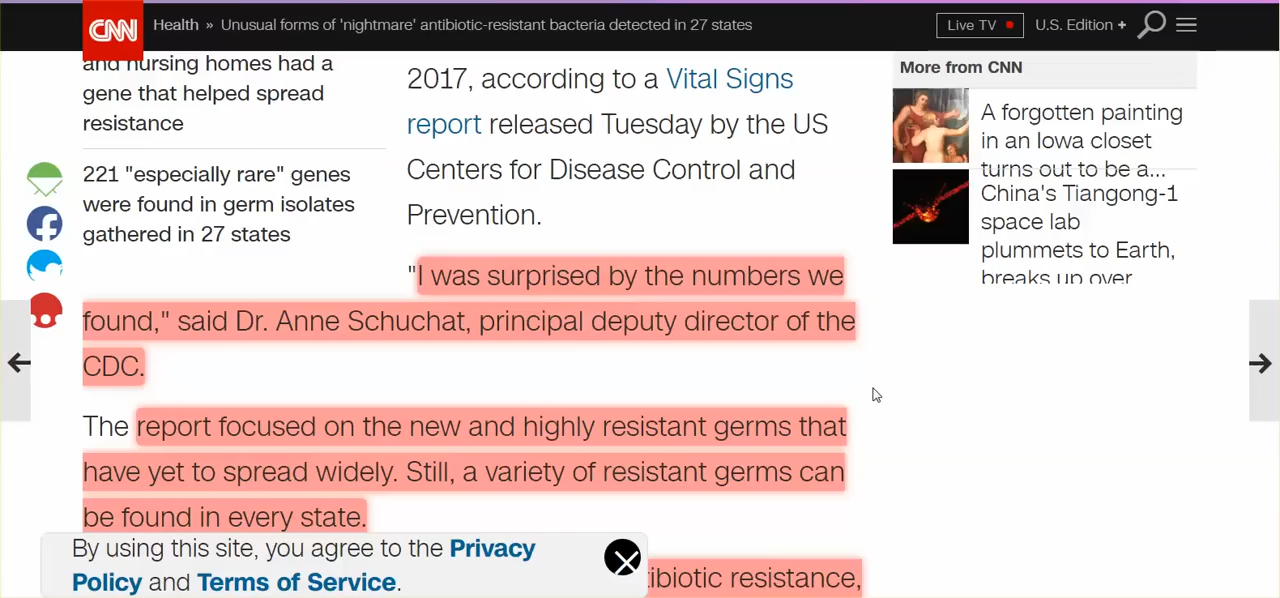 CNN Health » Unusual forms of 'nightmare' antibiotic-resistant bacteria detected in 27 states Live TV U.S. Edition +
and nursing homes had a
gene that helped spread
resistance
221 "especially rare" genes
were found in germ isolates
gathered in 27 states
2017, according to a Vital Signs
report released Tuesday by the US
Centers for Disease Control and
Prevention.
"I was surprised by the numbers we
found," said Dr. Anne Schuchat, principal deputy director of the
CDC.
The report focused on the new and highly resistant germs that
have yet to spread widely. Still, a variety of resistant germs can
be found in every state.
tibiotic resistance,
By using this site, you agree to the Privacy
Policy and Terms of Service.
More from CNN
A forgotten painting
in an Iowa closet
turns out to be a...
China's Tiangong-1
space lab
plummets to Earth,
breaks up over